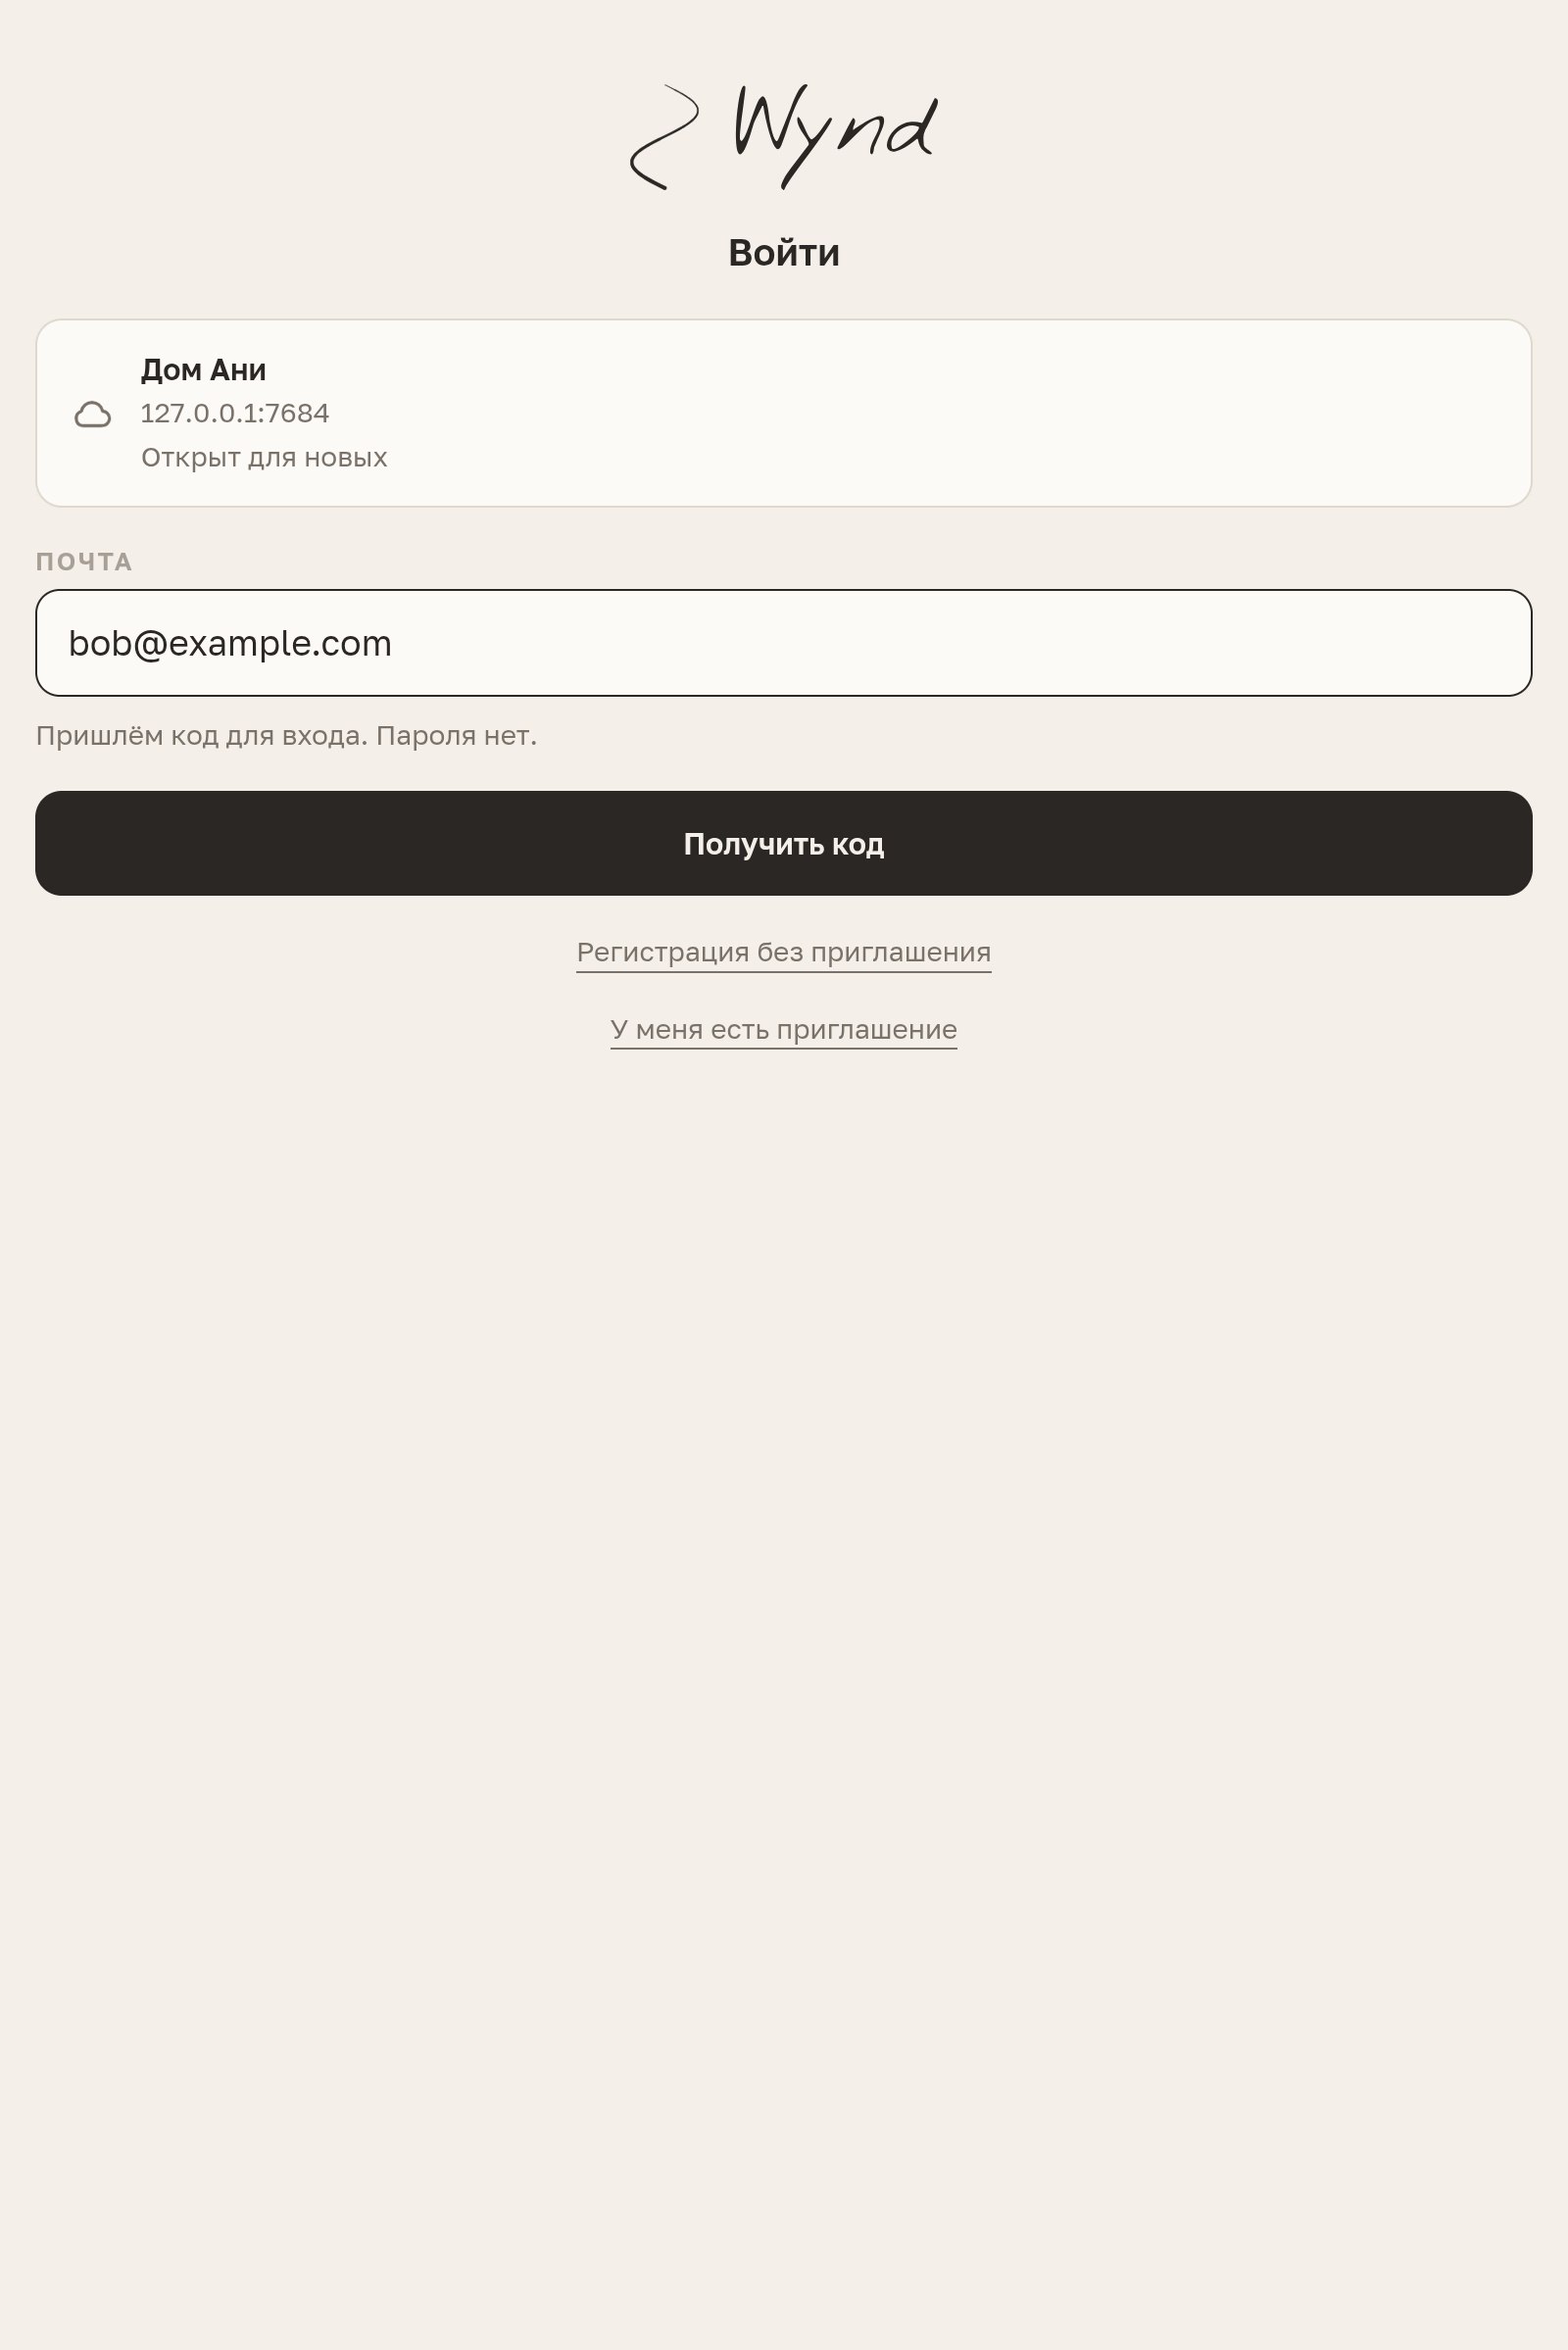 Wynd
Войти
Дом Ани
127.0.0.1:7684
Открыт для новых
ПОЧТА
bob@example.com
Пришлём код для входа. Пароля нет.
Получить код
Регистрация без приглашения
У меня есть приглашение